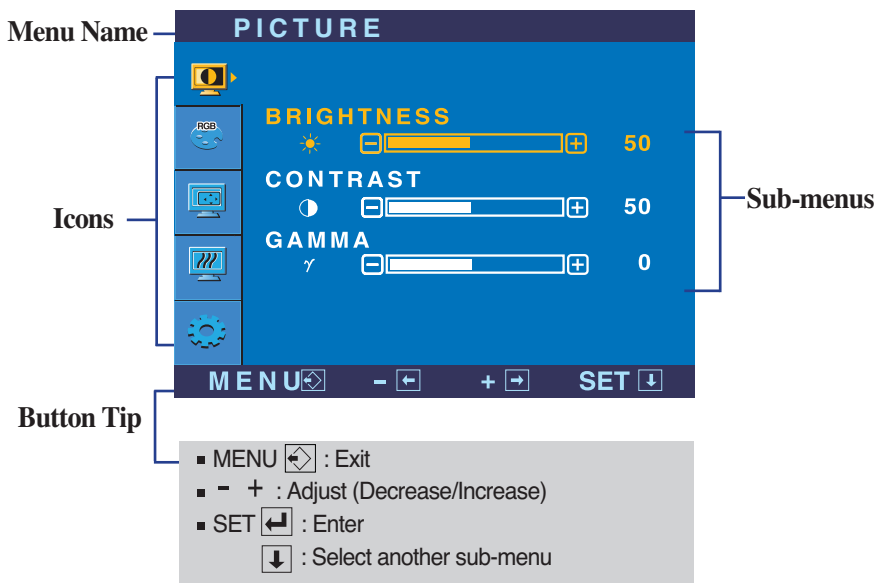 Menu Name
PICTURE
RGB
BRIGHTNESS
50
CONTRAST
50
GAMMA
γ
0
Icons
Sub-menus
MENU - + SET
Button Tip
MENU : Exit
- + : Adjust (Decrease/Increase)
SET : Enter
: Select another sub-menu